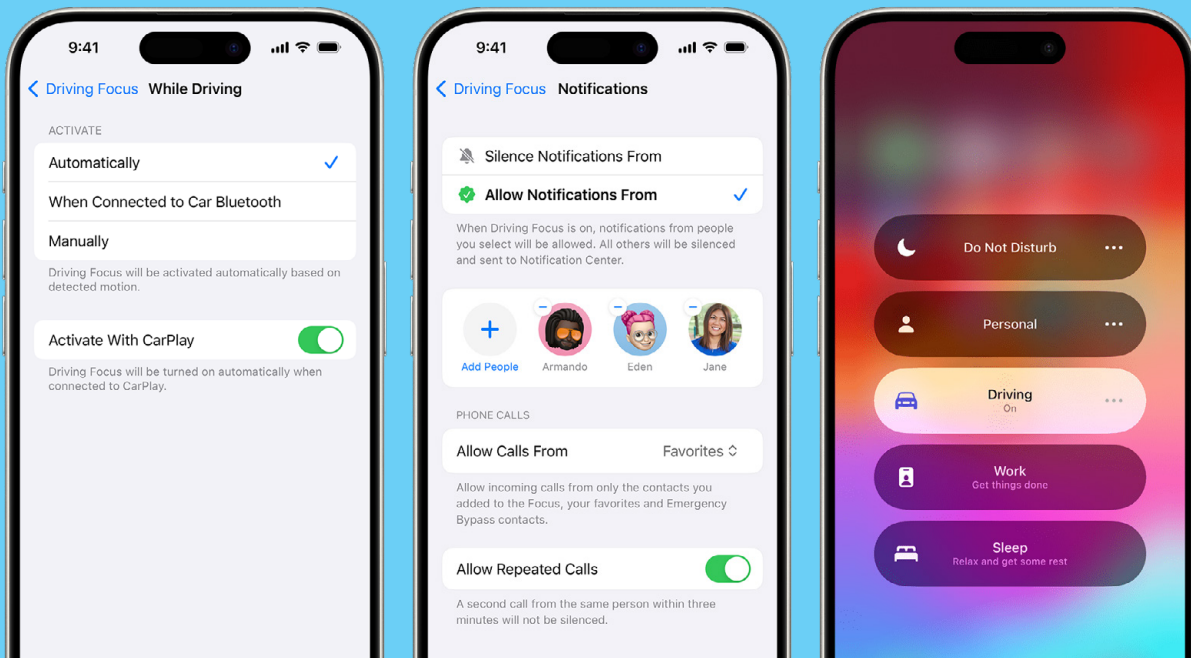 9:41
Driving Focus While Driving
ACTIVATE
Automatically
When Connected to Car Bluetooth
Manually
Driving Focus will be activated automatically based on
detected motion.
Activate With CarPlay
Driving Focus will be turned on automatically when
connected to CarPlay.
9:41
Driving Focus Notifications
Silence Notifications From
Allow Notifications From
When Driving Focus is on, notifications from people
you select will be allowed. All others will be silenced
and sent to Notification Center.
Add People Armando Eden Jane
PHONE CALLS
Allow Calls From Favorites
Allow incoming calls from only the contacts you
added to the Focus, your favorites and Emergency
Bypass contacts.
Allow Repeated Calls
A second call from the same person within three
minutes will not be silenced.
Do Not Disturb
Personal
Driving
On
Work
Get things done
Sleep
Relax and get some rest